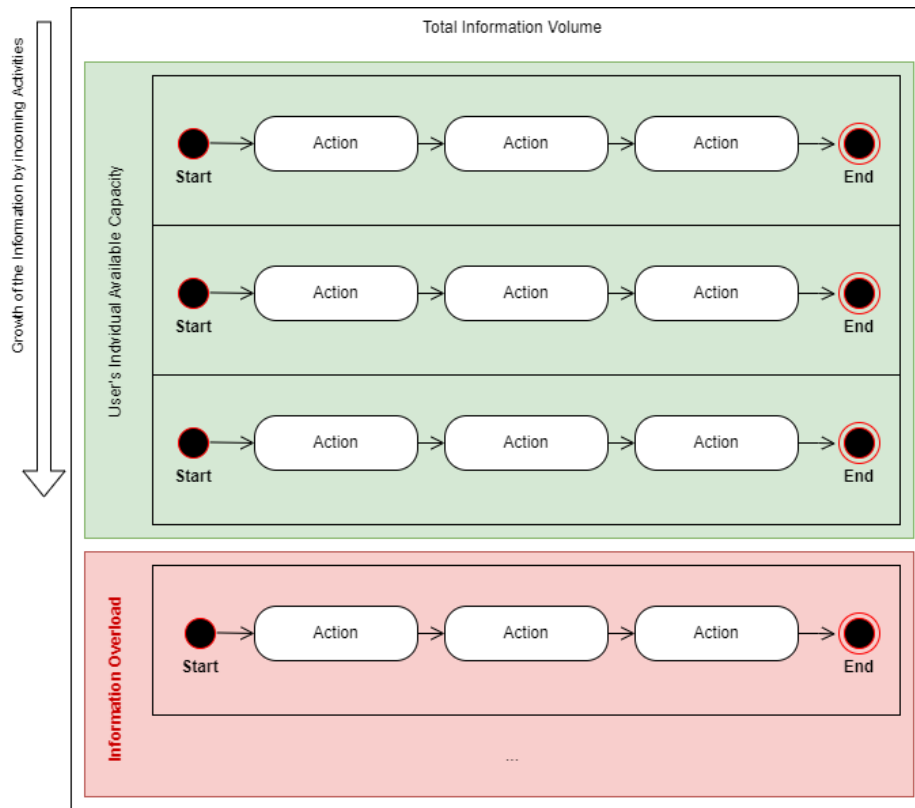 Total Information Volume
Growth of the Information by incoming Activities
User's Individual Available Capacity
Action Action Action
Start End
Action Action Action
Start End
Action Action Action
Start End
Information Overload
Action Action Action
Start End
...